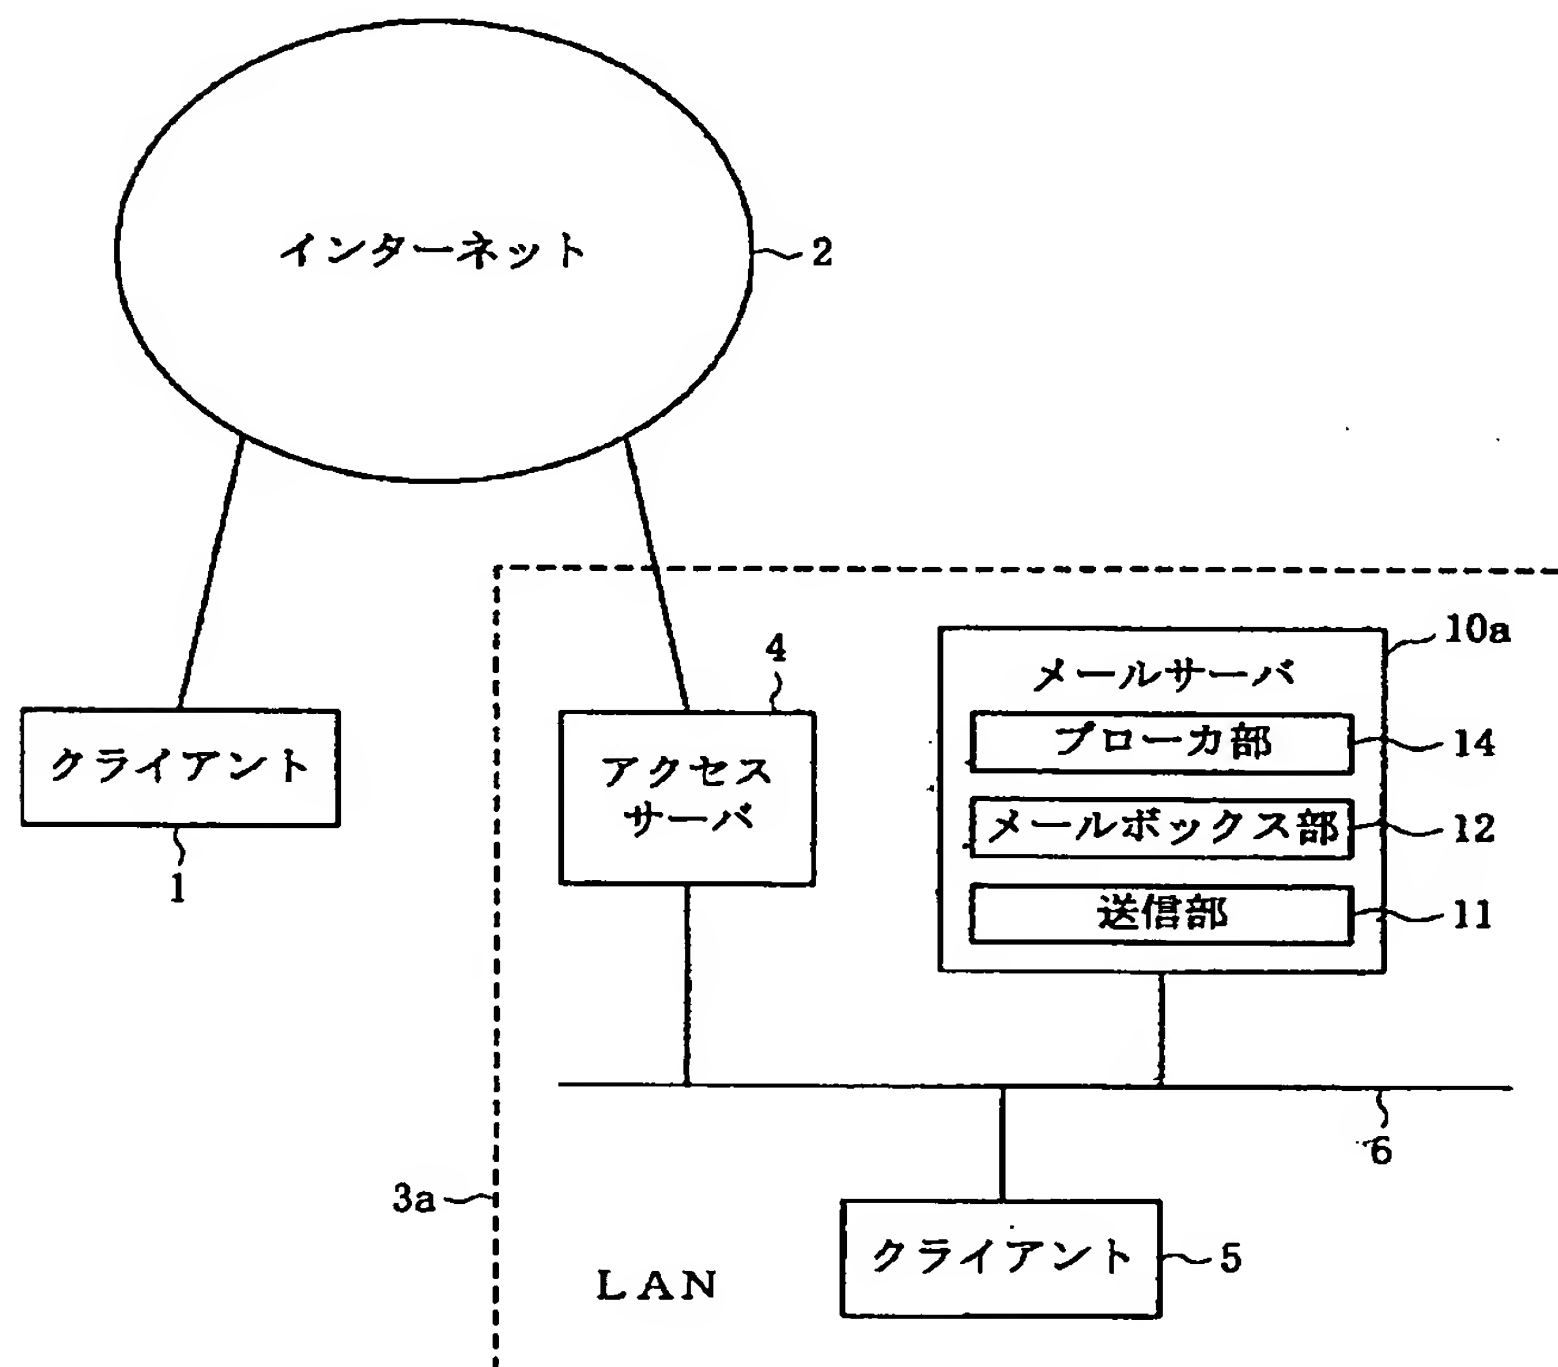 インターネット
2
クライアント
1
4
アクセス
サーバ
10a
メールサーバ
ブローカ部
14
メールボックス部
12
送信部
11
6
3a
クライアント
5
LAN